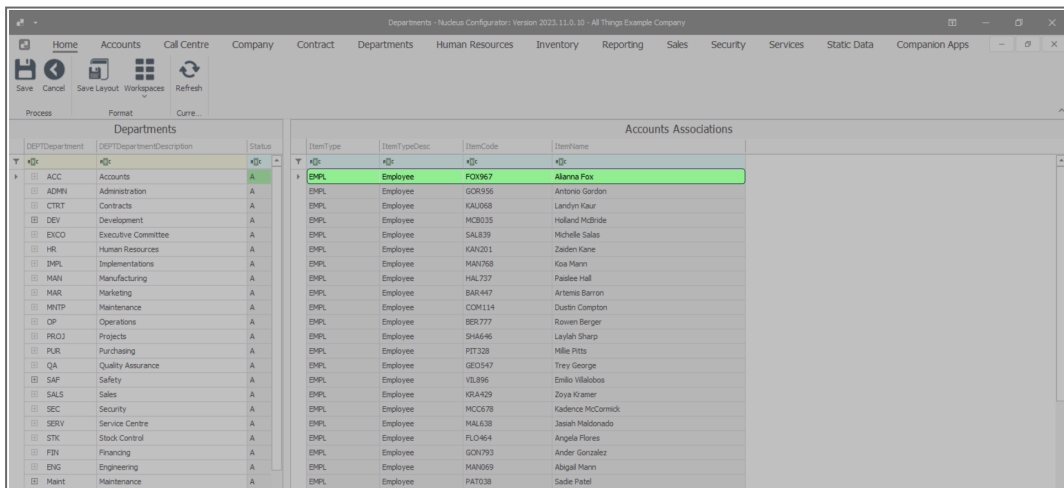 Departments - Nucleus Configurator: Version 2023.11.0.10 - All Things Example Company
Home Accounts Call Centre Company Contract Departments Human Resources Inventory Reporting Sales Security Services Static Data Companion Apps
Save Cancel Save Layout Workspaces Refresh
Process Format Curre...
Departments Accounts Associations
DEPTDepartment DEPTDepartmentDescription Status ItemType ItemTypeDesc ItemCode ItemName
ACC Accounts A EMPL Employee FOX967 Alianna Fox
ADMN Administration A EMPL Employee GOR956 Antonio Gordon
CTRT Contracts A EMPL Employee KAU068 Landyn Kaur
DEV Development A EMPL Employee MCB035 Holland McBride
EXCO Executive Committee A EMPL Employee SAL839 Michelle Salas
HR Human Resources A EMPL Employee KAN201 Zaiden Kane
IMPL Implementations A EMPL Employee MAN768 Koa Mann
MAN Manufacturing A EMPL Employee HAL737 Paislee Hall
MAR Marketing A EMPL Employee BAR447 Artemis Barron
MNTP Maintenance A EMPL Employee COM114 Dustin Compton
OP Operations A EMPL Employee BER777 Rowen Berger
PROJ Projects A EMPL Employee SHA646 Laylah Sharp
PUR Purchasing A EMPL Employee PIT328 Millie Pitts
QA Quality Assurance A EMPL Employee GEO547 Trey George
SAF Safety A EMPL Employee VIL896 Emilio Villalobos
SALS Sales A EMPL Employee KRA429 Zoya Kramer
SEC Security A EMPL Employee MCC678 Kadence McCormick
SERV Service Centre A EMPL Employee MAL638 Jasiah Maldonado
STK Stock Control A EMPL Employee FLO464 Angela Flores
FIN Financing A EMPL Employee GON793 Ander Gonzalez
ENG Engineering A EMPL Employee MAN069 Abigail Mann
Maint Maintenance A EMPL Employee PAT038 Sadie Patel